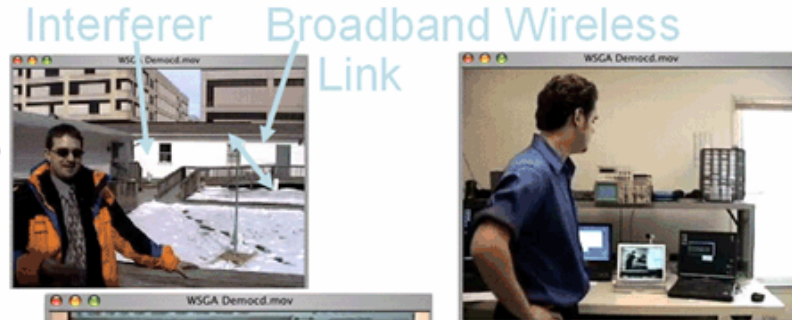 Interferer Broadband Wireless
Link
WSGA Democd.mov
WSGA Democd.mov
WSGA Democd.mov